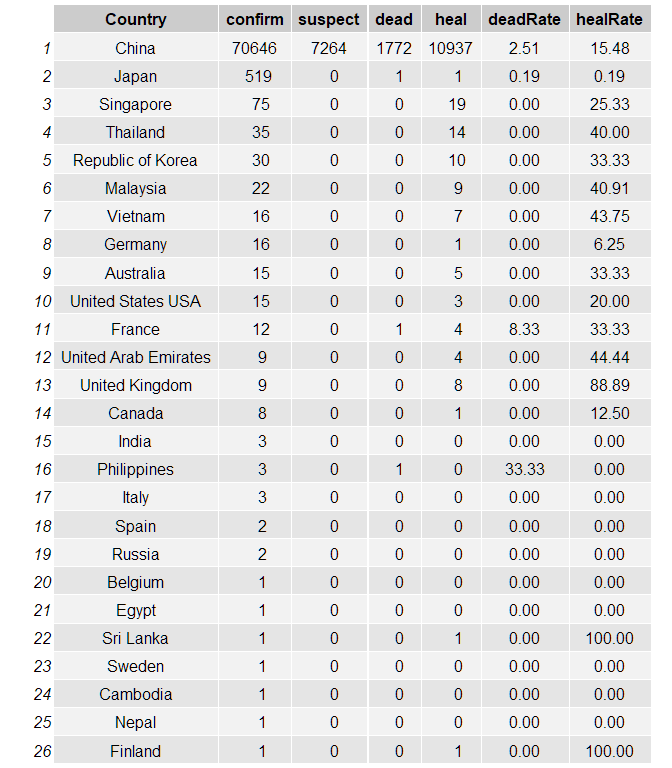 Country confirm suspect dead heal deadRate healRate
1 China 70646 7264 1772 10937 2.51 15.48
2 Japan 519 0 1 1 0.19 0.19
3 Singapore 75 0 0 19 0.00 25.33
4 Thailand 35 0 0 14 0.00 40.00
5 Republic of Korea 30 0 0 10 0.00 33.33
6 Malaysia 22 0 0 9 0.00 40.91
7 Vietnam 16 0 0 7 0.00 43.75
8 Germany 16 0 0 1 0.00 6.25
9 Australia 15 0 0 5 0.00 33.33
10 United States USA 15 0 0 3 0.00 20.00
11 France 12 0 1 4 8.33 33.33
12 United Arab Emirates 9 0 0 4 0.00 44.44
13 United Kingdom 9 0 0 8 0.00 88.89
14 Canada 8 0 0 1 0.00 12.50
15 India 3 0 0 0 0.00 0.00
16 Philippines 3 0 1 0 33.33 0.00
17 Italy 3 0 0 0 0.00 0.00
18 Spain 2 0 0 0 0.00 0.00
19 Russia 2 0 0 0 0.00 0.00
20 Belgium 1 0 0 0 0.00 0.00
21 Egypt 1 0 0 0 0.00 0.00
22 Sri Lanka 1 0 0 1 0.00 100.00
23 Sweden 1 0 0 0 0.00 0.00
24 Cambodia 1 0 0 0 0.00 0.00
25 Nepal 1 0 0 0 0.00 0.00
26 Finland 1 0 0 1 0.00 100.00